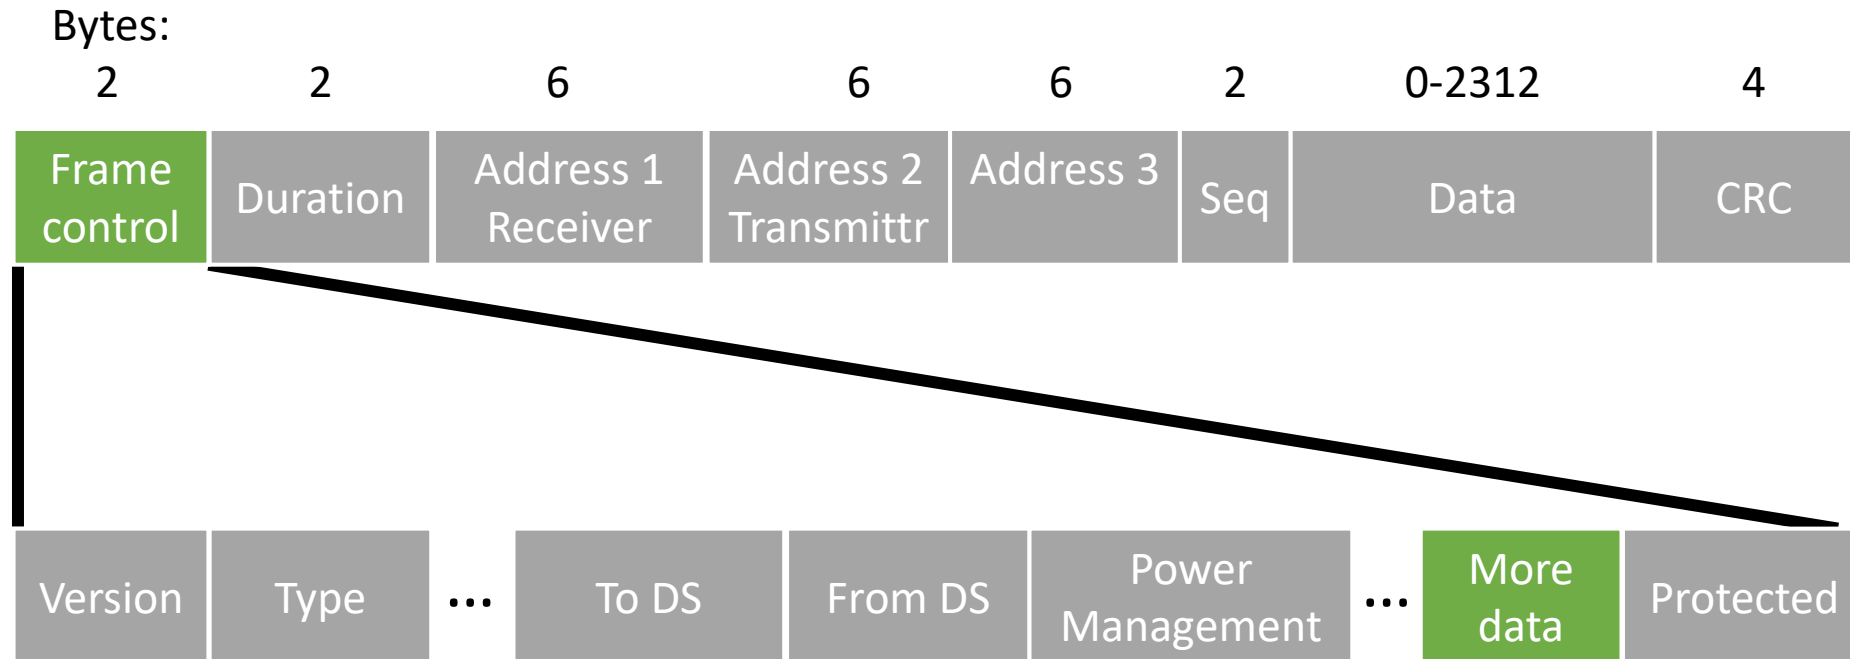 Bytes:
2 2 6 6 6 2 0-2312 4
Frame control
Duration
Address 1 Receiver
Address 2 Transmittr
Address 3
Seq
Data
CRC
Version
Type
...
To DS
From DS
Power Management
...
More data
Protected